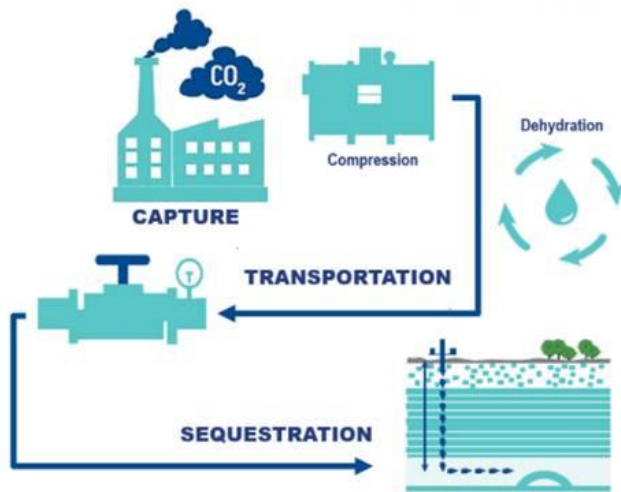 CO2
Compression
Dehydration
CAPTURE
TRANSPORTATION
T
SEQUESTRATION